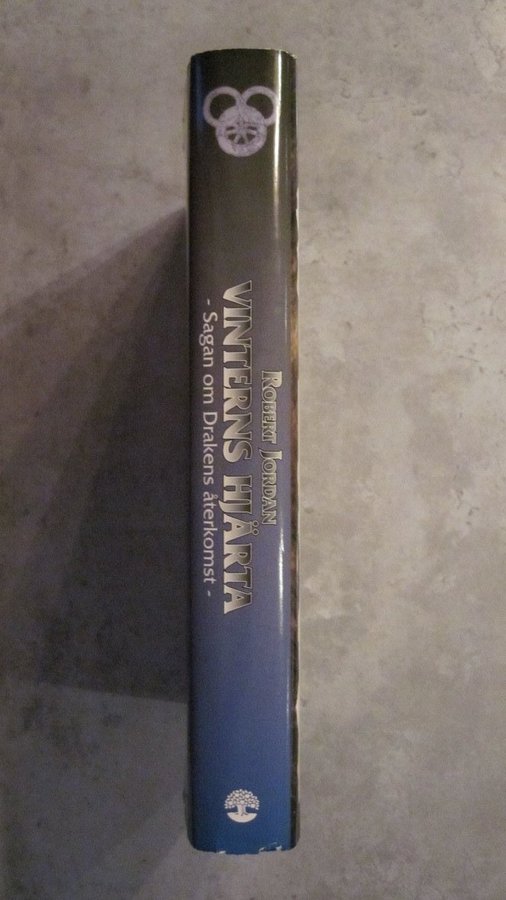 ROBERT JORDAN
VINTERNS HJÄRTA
- Sagan om Drakens återkomst -